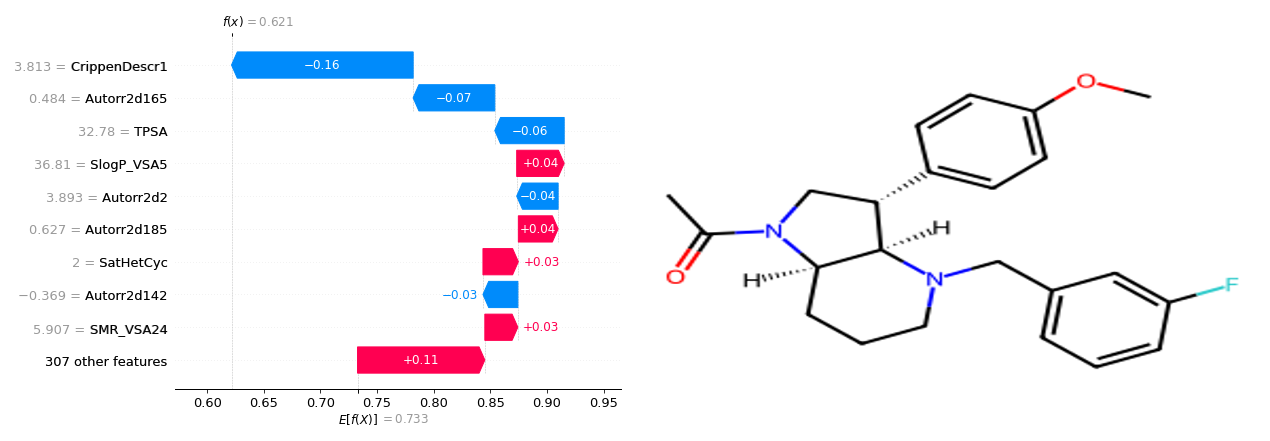 f(x) = 0.621
3.813 = CrippenDescr1
−0.16
0.484 = Autorr2d165
−0.07
32.78 = TPSA
−0.06
36.81 = SlogP_VSA5
+0.04
3.893 = Autorr2d2
−0.04
0.627 = Autorr2d185
+0.04
2 = SatHetCyc
+0.03
−0.369 = Autorr2d142
−0.03
5.907 = SMR_VSA24
+0.03
307 other features
+0.11
0.60 0.65 0.70 0.75 0.80 0.85 0.90 0.95
E[f(X)] = 0.733
O
N
H
O
H
N
F